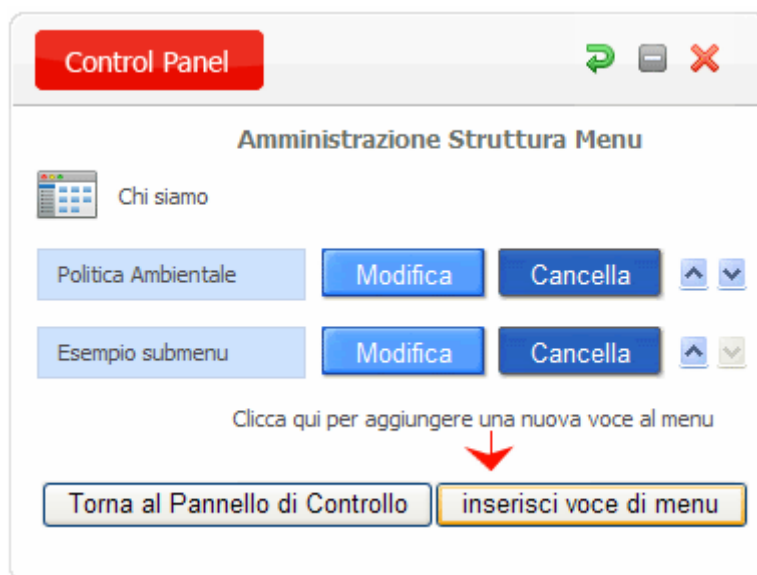 Control Panel
Amministrazione Struttura Menu
Chi siamo
Politica Ambientale Modifica Cancella
Esempio submenu Modifica Cancella
Clicca qui per aggiungere una nuova voce al menu
Torna al Pannello di Controllo inserisci voce di menu